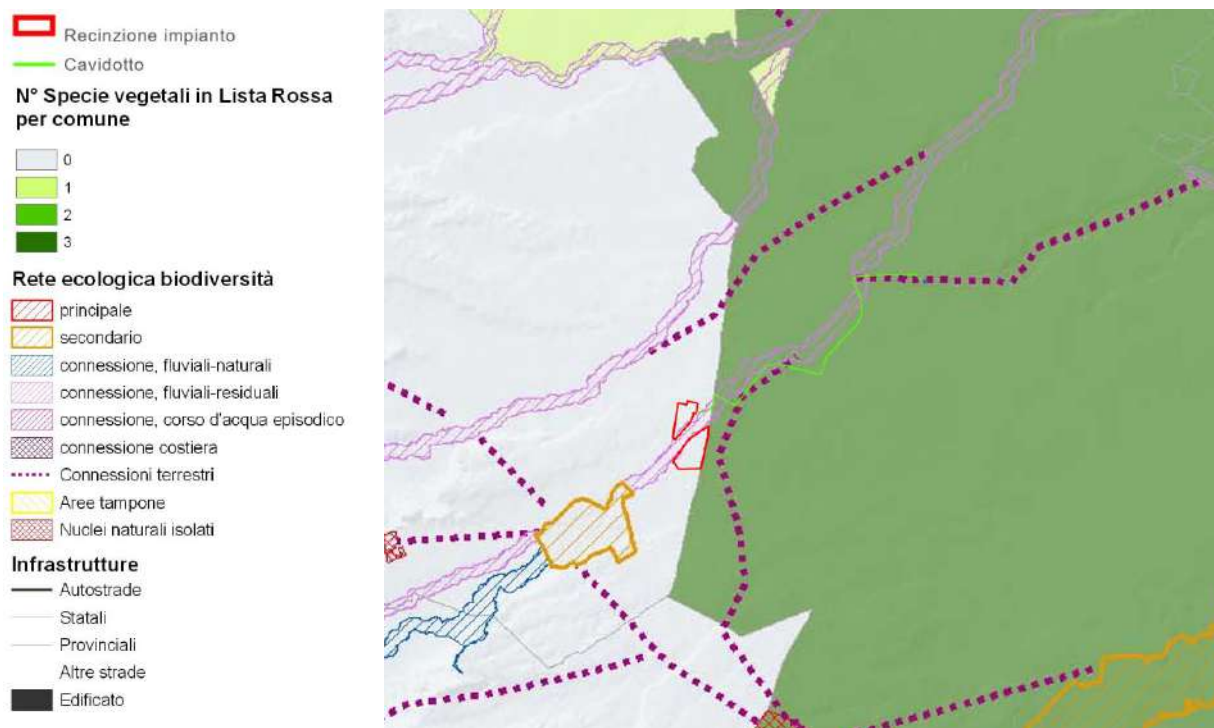 Recinzione impianto
Cavidotto
N° Specie vegetali in Lista Rossa
per comune
0
1
2
3
Rete ecologica biodiversità
principale
secondario
connessione, fluviali-naturali
connessione, fluviali-residuali
connessione, corso d'acqua episodico
connessione costiera
Connessioni terrestri
Aree tampone
Nuclei naturali isolati
Infrastrutture
Autostrade
Statali
Provinciali
Altre strade
Edificato